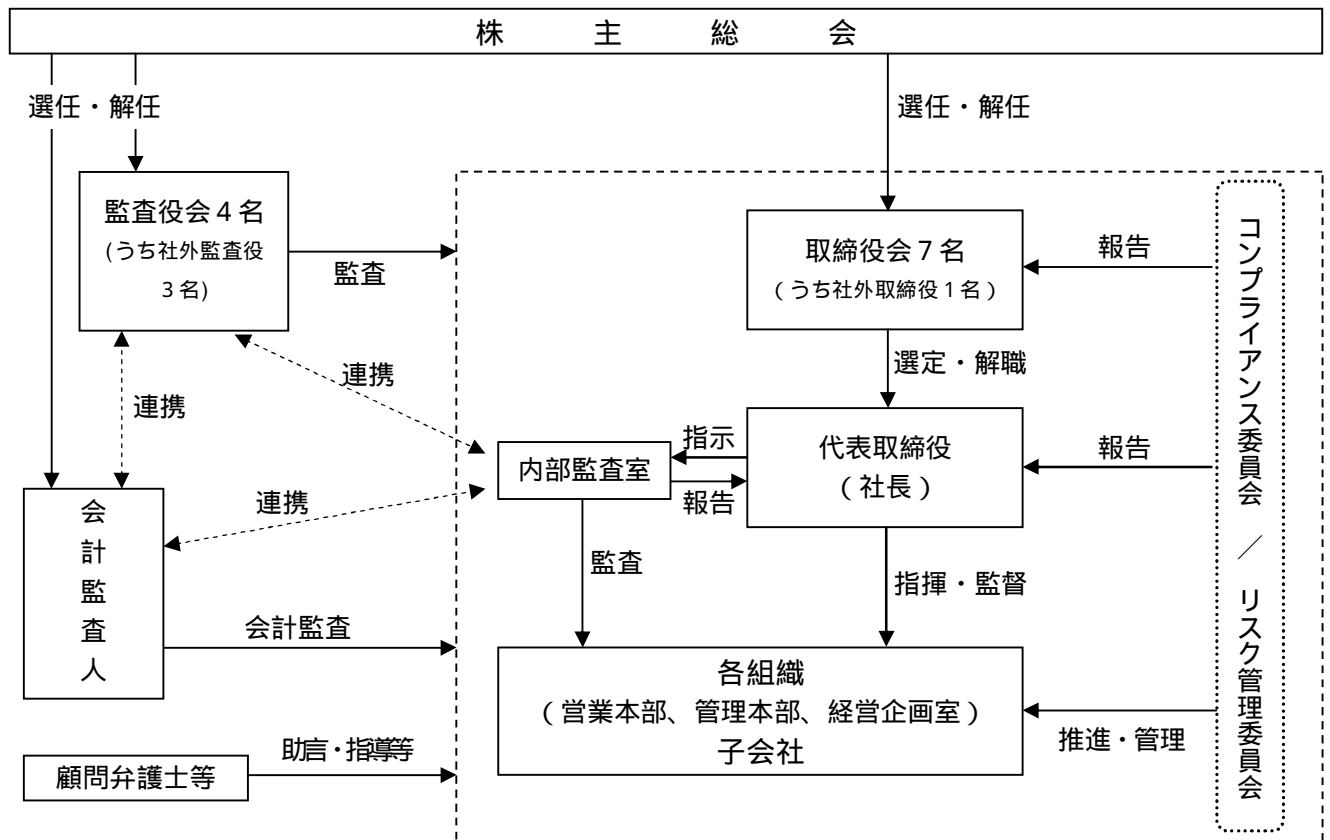 株主総会
選任・解任
選任・解任
監査役会4名
(うち社外監査役
3名)
監査
取締役会7名
(うち社外取締役1名)
報告
選定・解職
連携
連携
代表取締役
(社長)
指示
報告
内部監査室
報告
連携
会計監査人
監査
指揮・監督
会計監査
各組織
(営業本部、管理本部、経営企画室)
子会社
推進・管理
助言・指導等
顧問弁護士等
コンプライアンス委員会 / リスク管理委員会